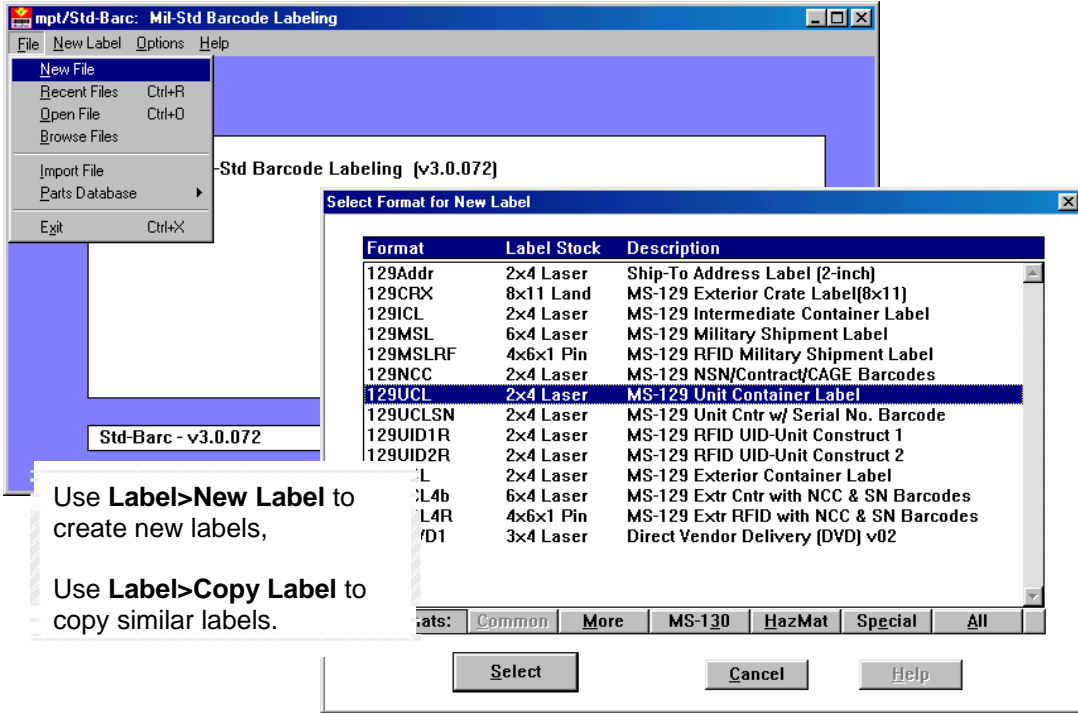 mpt/Std-Barc: Mil-Std Barcode Labeling
File New Label Options Help
New File
Recent Files Ctrl+R
Open File Ctrl+O
Browse Files
Import File
Parts Database
Exit Ctrl+X
-Std Barcode Labeling (v3.0.072)
Std-Barc - v3.0.072
Select Format for New Label
Format Label Stock Description
129Addr 2x4 Laser Ship-To Address Label (2-inch)
129CRX 8x11 Land MS-129 Exterior Crate Label(8x11)
129ICL 2x4 Laser MS-129 Intermediate Container Label
129MSL 6x4 Laser MS-129 Military Shipment Label
129MSLRF 4x6x1 Pin MS-129 RFID Military Shipment Label
129NCC 2x4 Laser MS-129 NSN/Contract/CAGE Barcodes
129UCL 2x4 Laser MS-129 Unit Container Label
129UCLSN 2x4 Laser MS-129 Unit Cntr w/ Serial No. Barcode
129UID1R 2x4 Laser MS-129 RFID UID-Unit Construct 1
129UID2R 2x4 Laser MS-129 RFID UID-Unit Construct 2
L 2x4 Laser MS-129 Exterior Container Label
L4b 6x4 Laser MS-129 Extr Cntr with NCC & SN Barcodes
L4R 4x6x1 Pin MS-129 Extr RFID with NCC & SN Barcodes
D1 3x4 Laser Direct Vendor Delivery (DVD) v02
ats: Common More MS-130 HazMat Special All
Select Cancel Help
Use Label>New Label to
create new labels,
Use Label>Copy Label to
copy similar labels.